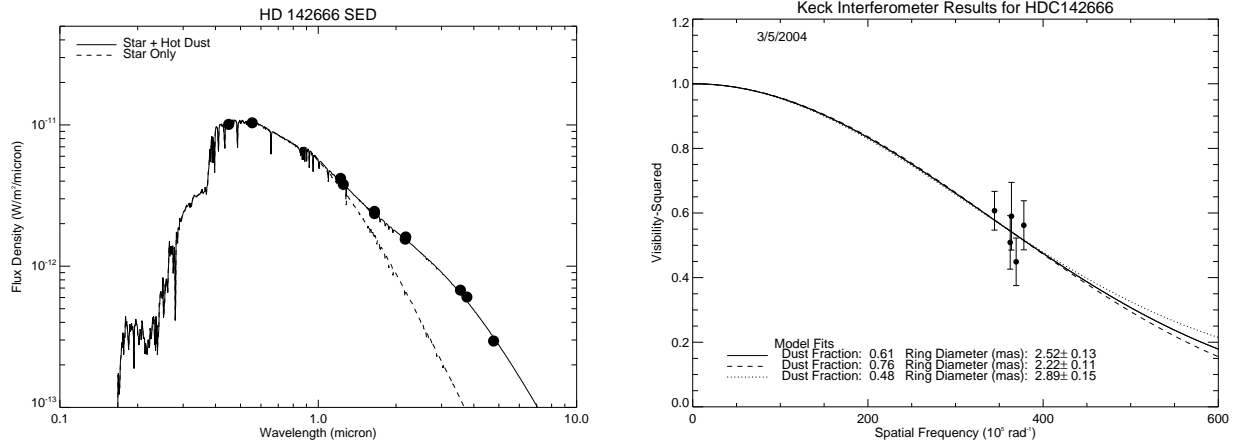 HD 142666 SED
Star + Hot Dust
Star Only
Flux Density (W/m²/micron)
10⁻¹¹
10⁻¹²
10⁻¹³
0.1
1.0
10.0
Wavelength (micron)
Keck Interferometer Results for HDC142666
3/5/2004
Visibility-Squared
1.2
1.0
0.8
0.6
0.4
0.2
0.0
Model Fits
Dust Fraction: 0.61 Ring Diameter (mas): 2.52± 0.13
Dust Fraction: 0.76 Ring Diameter (mas): 2.22± 0.11
Dust Fraction: 0.48 Ring Diameter (mas): 2.89± 0.15
0
200
400
600
Spatial Frequency (10⁵ rad⁻¹)